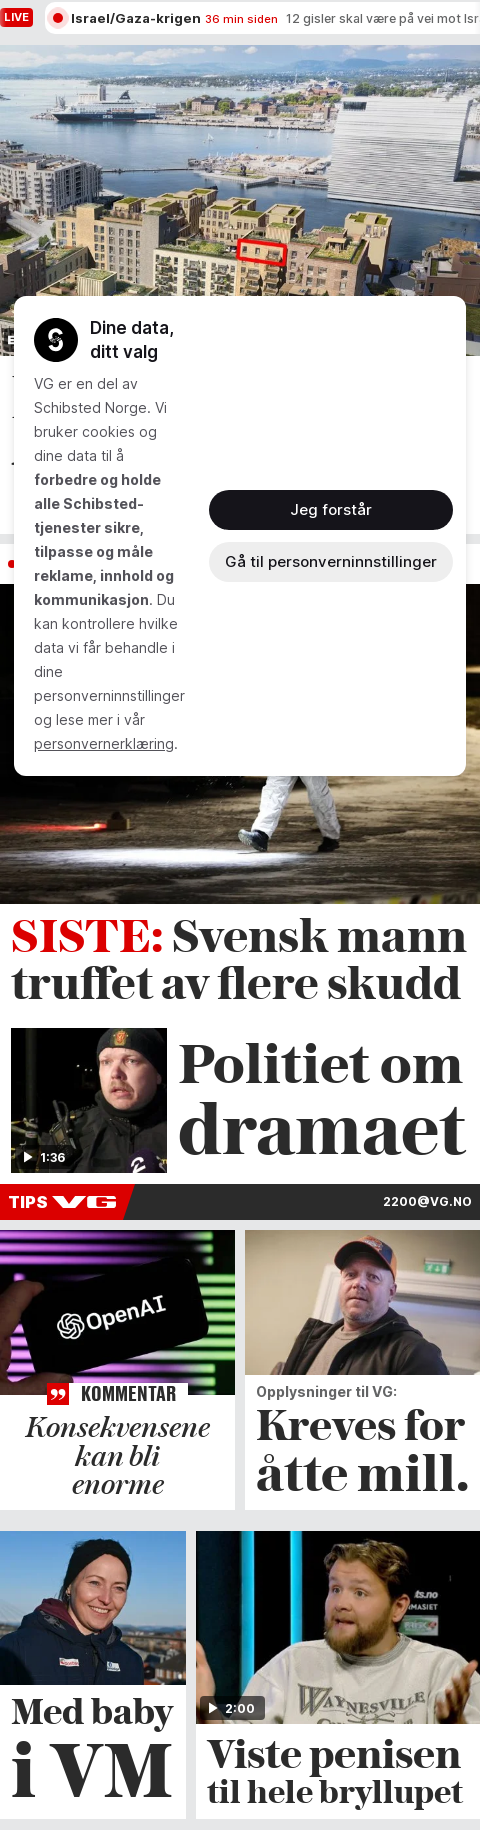 LIVE
Israel/Gaza-krigen 36 min siden 12 gisler skal være på vei mot Isr
Dine data,
ditt valg
VG er en del av
Schibsted Norge. Vi
bruker cookies og
dine data til å
forbedre og holde
alle Schibsted-
tjenester sikre,
tilpasse og måle
reklame, innhold og
kommunikasjon. Du
kan kontrollere hvilke
data vi får behandle i
dine
personverninnstillinger
og lese mer i vår
personvernerklæring.
Jeg forstår
Gå til personverninnstillinger
SISTE: Svensk mann
truffet av flere skudd
1:36
Politiet om
dramaet
TIPS VG
2200@VG.NO
OpenAI
KOMMENTAR
Konsekvensene
kan bli
enorme
Opplysninger til VG:
Kreves for
åtte mill.
Med baby
i VM
WAYNESVILLE
2:00
Viste penisen
til hele bryllupet